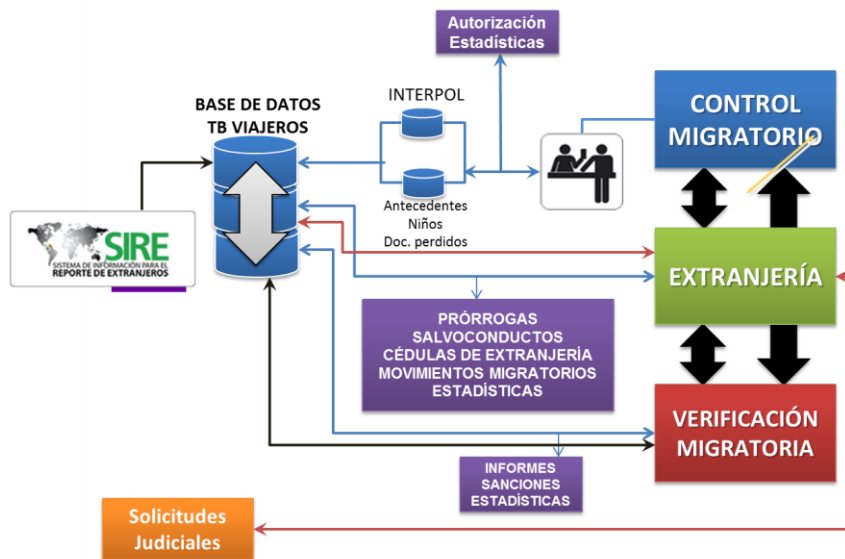 Autorización
Estadísticas
BASE DE DATOS
TB VIAJEROS
INTERPOL
CONTROL
MIGRATORIO
Antecedentes
Niños
Doc. perdidos
SIRE
SISTEMA DE INFORMACIÓN PARA EL
REPORTE DE EXTRANJEROS
EXTRANJERÍA
PRÓRROGAS
SALVOCONDUCTOS
CÉDULAS DE EXTRANJERÍA
MOVIMIENTOS MIGRATORIOS
ESTADÍSTICAS
VERIFICACIÓN
MIGRATORIA
INFORMES
SANCIONES
ESTADÍSTICAS
Solicitudes
Judiciales